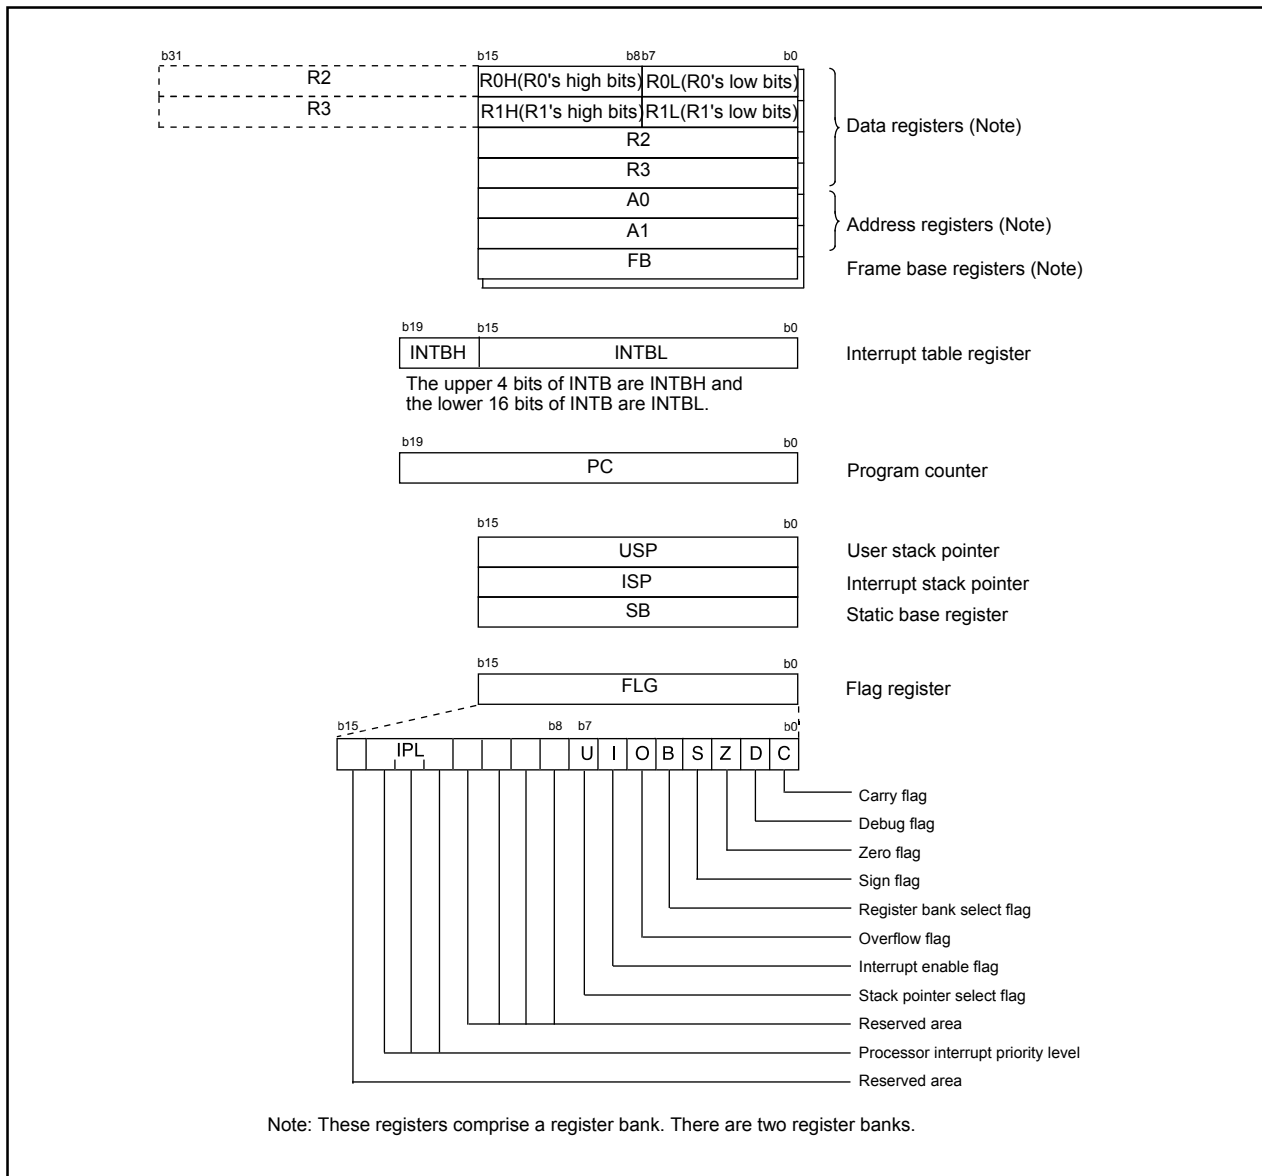 b31 b15 b8 b7 b0
R2 R0H(R0's high bits) R0L(R0's low bits)
R3 R1H(R1's high bits) R1L(R1's low bits)
Data registers (Note)
R2
R3
A0
A1
Address registers (Note)
FB
Frame base registers (Note)
b19 b15 b0
INTBH INTBL Interrupt table register
The upper 4 bits of INTB are INTBH and
the lower 16 bits of INTB are INTBL.
b19 b0
PC Program counter
b15 b0
USP User stack pointer
ISP Interrupt stack pointer
SB Static base register
b15 b0
FLG Flag register
b15 b8 b7 b0
IPL U I O B S Z D C
Carry flag
Debug flag
Zero flag
Sign flag
Register bank select flag
Overflow flag
Interrupt enable flag
Stack pointer select flag
Reserved area
Processor interrupt priority level
Reserved area
Note: These registers comprise a register bank. There are two register banks.